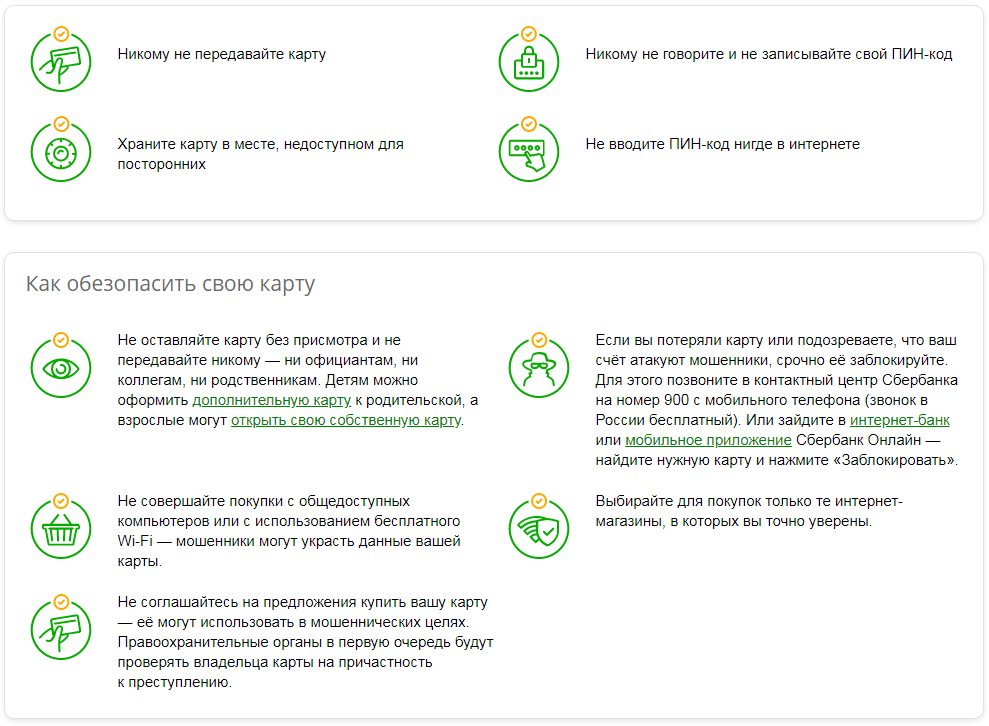 Никому не передавайте карту
Никому не говорите и не записывайте свой ПИН-код
Храните карту в месте, недоступном для
посторонних
Не вводите ПИН-код нигде в интернете
Как обезопасить свою карту
Не оставляйте карту без присмотра и не
передавайте никому — ни официантам, ни
коллегам, ни родственникам. Детям можно
оформить дополнительную карту к родительской, а
взрослые могут открыть свою собственную карту.
Если вы потеряли карту или подозреваете, что ваш
счёт атакуют мошенники, срочно её заблокируйте.
Для этого позвоните в контактный центр Сбербанка
на номер 900 с мобильного телефона (звонок в
России бесплатный). Или зайдите в интернет-банк
или мобильное приложение Сбербанк Онлайн —
найдите нужную карту и нажмите «Заблокировать».
Не совершайте покупки с общедоступных
компьютеров или с использованием бесплатного
Wi-Fi — мошенники могут украсть данные вашей
карты.
Выбирайте для покупок только те интернет-
магазины, в которых вы точно уверены.
Не соглашайтесь на предложения купить вашу карту
— её могут использовать в мошеннических целях.
Правоохранительные органы в первую очередь будут
проверять владельца карты на причастность
к преступлению.